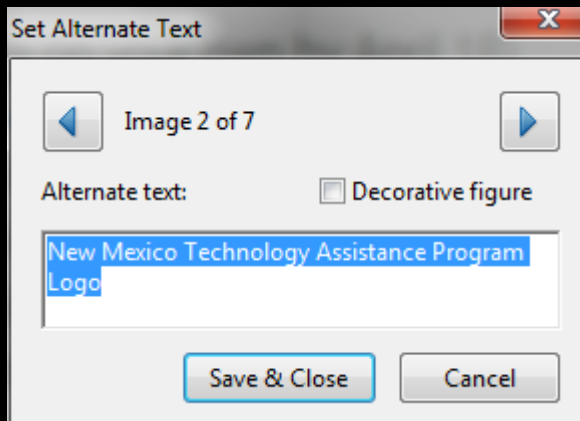 Set Alternate Text
Image 2 of 7
Alternate text:
Decorative figure
New Mexico Technology Assistance Program
Logo
Save & Close
Cancel